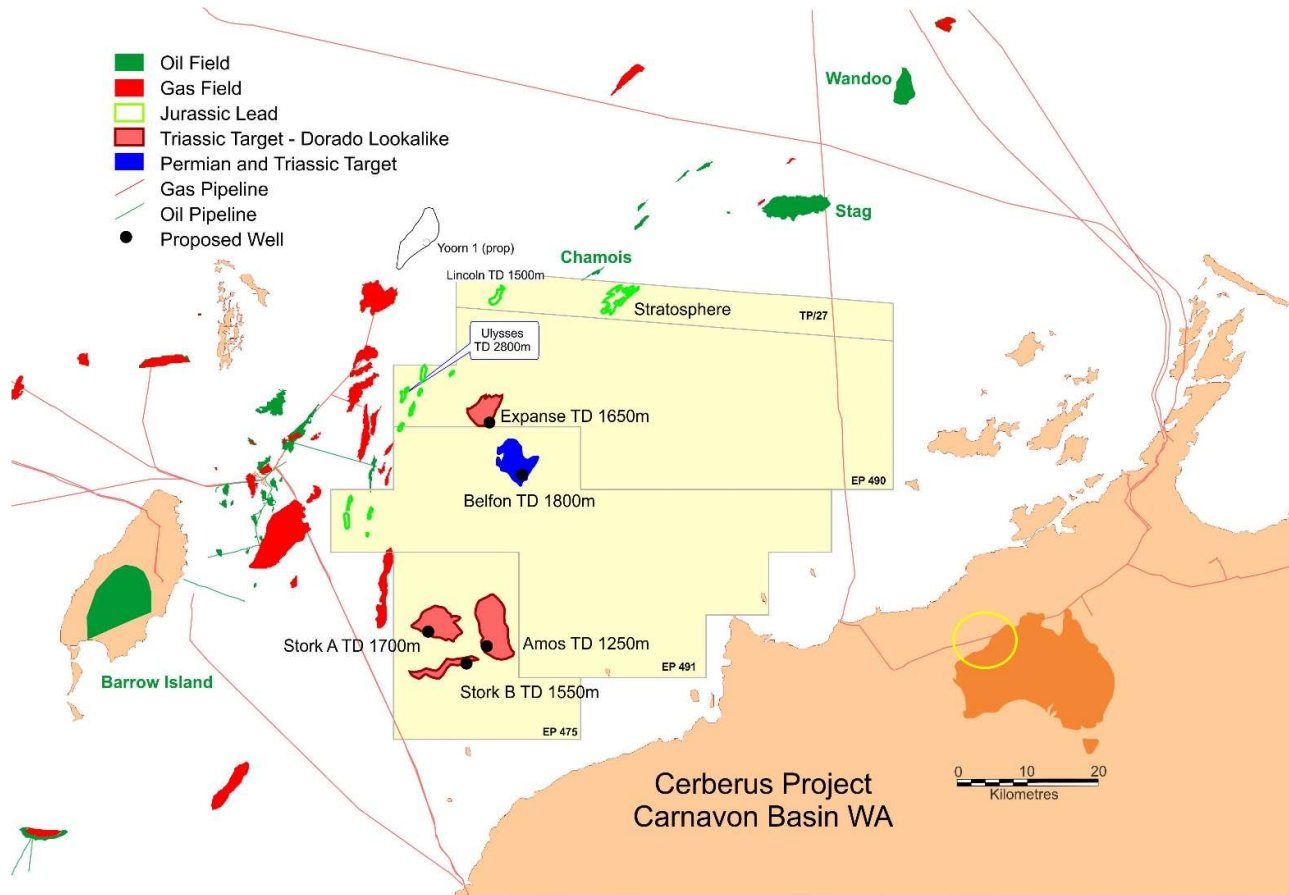 Oil Field
Gas Field
Jurassic Lead
Triassic Target - Dorado Lookalike
Permian and Triassic Target
Gas Pipeline
Oil Pipeline
Proposed Well
Wandoo
Stag
Yoorn 1 (prop)
Chamois
Lincoln TD 1500m
Stratosphere
TP/27
Ulysses
TD 2800m
Expanse TD 1650m
Belfon TD 1800m
EP 490
Stork A TD 1700m
Amos TD 1250m
EP 491
Stork B TD 1550m
Barrow Island
EP 475
Cerberus Project
Carnavon Basin WA
0 10 20
Kilometres